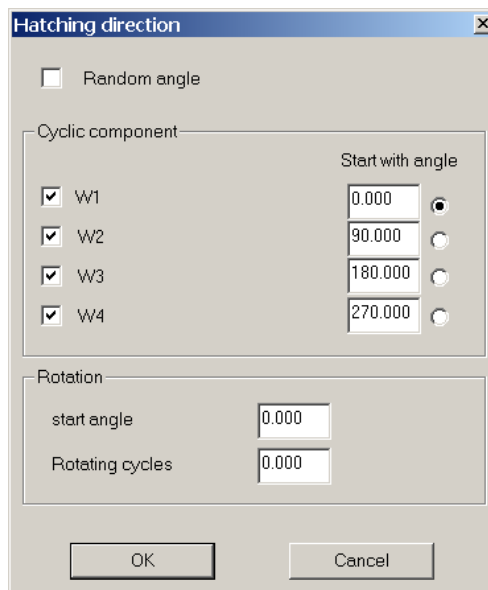 Hatching direction
Random angle
Cyclic component
Start with angle
W1 0.000
W2 90.000
W3 180.000
W4 270.000
Rotation
start angle 0.000
Rotating cycles 0.000
OK Cancel